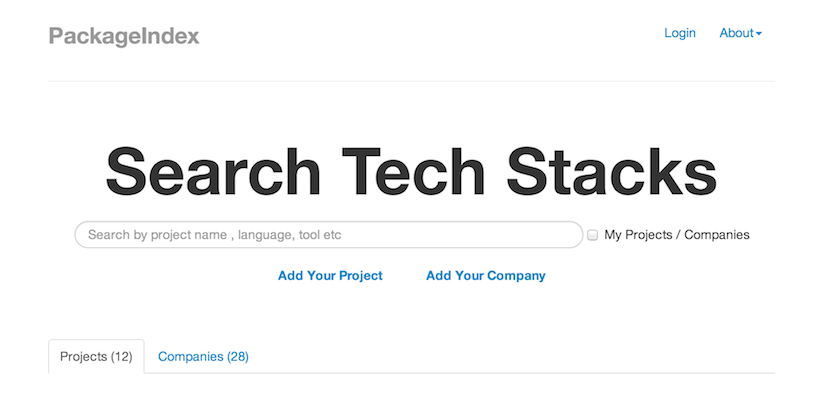 PackageIndex
Login About
Search Tech Stacks
Search by project name , language, tool etc My Projects / Companies
Add Your Project Add Your Company
Projects (12) Companies (28)